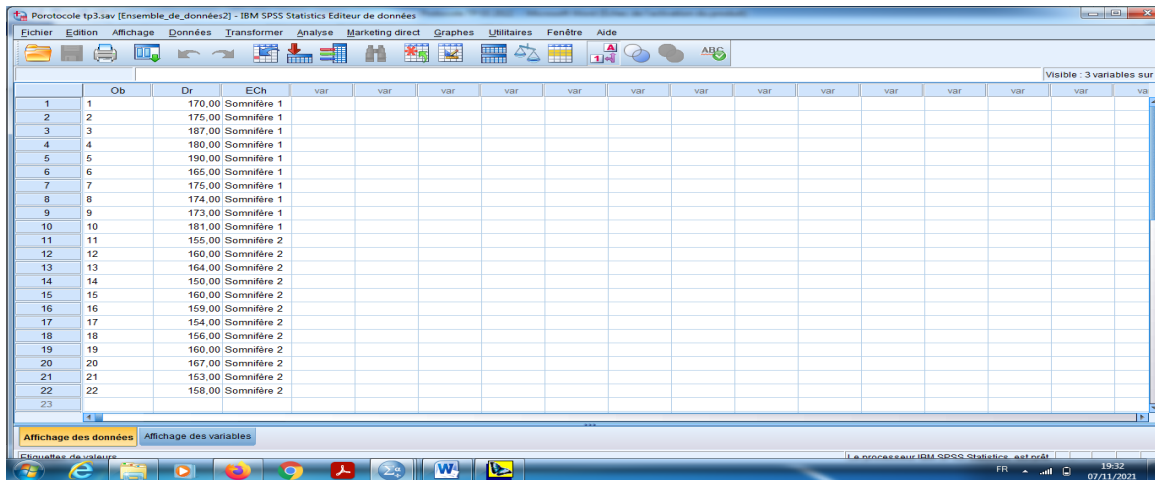 Porotocole tp3.sav [Ensemble_de_données2] - IBM SPSS Statistics Editeur de données
Fichier Edition Affichage Données Transformer Analyse Marketing direct Graphes Utilitaires Fenêtre Aide
Visible : 3 variables sur
Ob Dr ECh var var var var var var var var var var var va
1 1 170,00 Somnifère 1
2 2 175,00 Somnifère 1
3 3 187,00 Somnifère 1
4 4 180,00 Somnifère 1
5 5 190,00 Somnifère 1
6 6 165,00 Somnifère 1
7 7 175,00 Somnifère 1
8 8 174,00 Somnifère 1
9 9 173,00 Somnifère 1
10 10 181,00 Somnifère 1
11 11 155,00 Somnifère 2
12 12 160,00 Somnifère 2
13 13 164,00 Somnifère 2
14 14 150,00 Somnifère 2
15 15 160,00 Somnifère 2
16 16 159,00 Somnifère 2
17 17 154,00 Somnifère 2
18 18 156,00 Somnifère 2
19 19 160,00 Somnifère 2
20 20 167,00 Somnifère 2
21 21 153,00 Somnifère 2
22 22 158,00 Somnifère 2
23
Affichage des données Affichage des variables
Etiquettes de valeurs Le processeur IBM SPSS Statistics est prêt
FR 19:32
07/11/2021